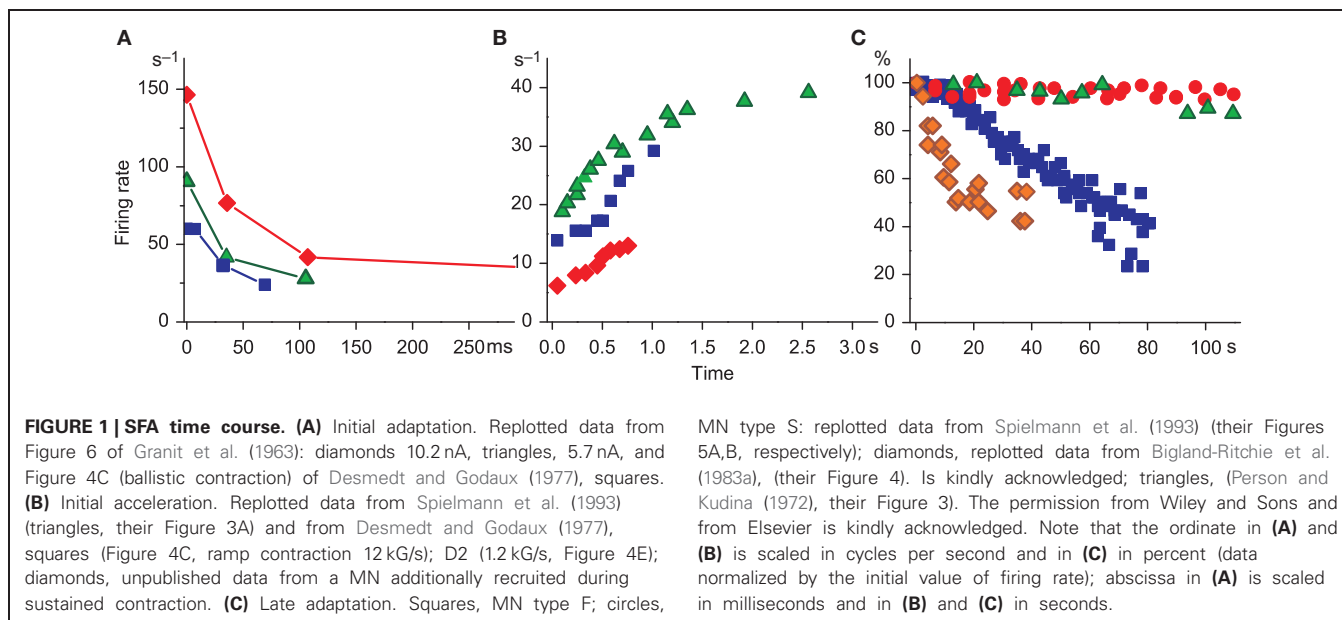 A
B
C
s⁻¹
s⁻¹
%
150
100
50
0
Firing rate
0 50 100 150 200 250 ms
40
30
20
10
0
0.0 0.5 1.0 1.5 2.0 2.5 3.0 s
Time
100
80
60
40
20
0
0 20 40 60 80 100 s
FIGURE 1 | SFA time course. (A) Initial adaptation. Replotted data from
Figure 6 of Granit et al. (1963): diamonds 10.2 nA, triangles, 5.7 nA, and
Figure 4C (ballistic contraction) of Desmedt and Godaux (1977), squares.
(B) Initial acceleration. Replotted data from Spielmann et al. (1993)
(triangles, their Figure 3A) and from Desmedt and Godaux (1977),
squares (Figure 4C, ramp contraction 12 kG/s); D2 (1.2 kG/s, Figure 4E);
diamonds, unpublished data from a MN additionally recruited during
sustained contraction. (C) Late adaptation. Squares, MN type F; circles,
MN type S: replotted data from Spielmann et al. (1993) (their Figures
5A,B, respectively); diamonds, replotted data from Bigland-Ritchie et al.
(1983a), (their Figure 4). Is kindly acknowledged; triangles, (Person and
Kudina (1972), their Figure 3). The permission from Wiley and Sons and
from Elsevier is kindly acknowledged. Note that the ordinate in (A) and
(B) is scaled in cycles per second and in (C) in percent (data
normalized by the initial value of firing rate); abscissa in (A) is scaled
in milliseconds and in (B) and (C) in seconds.